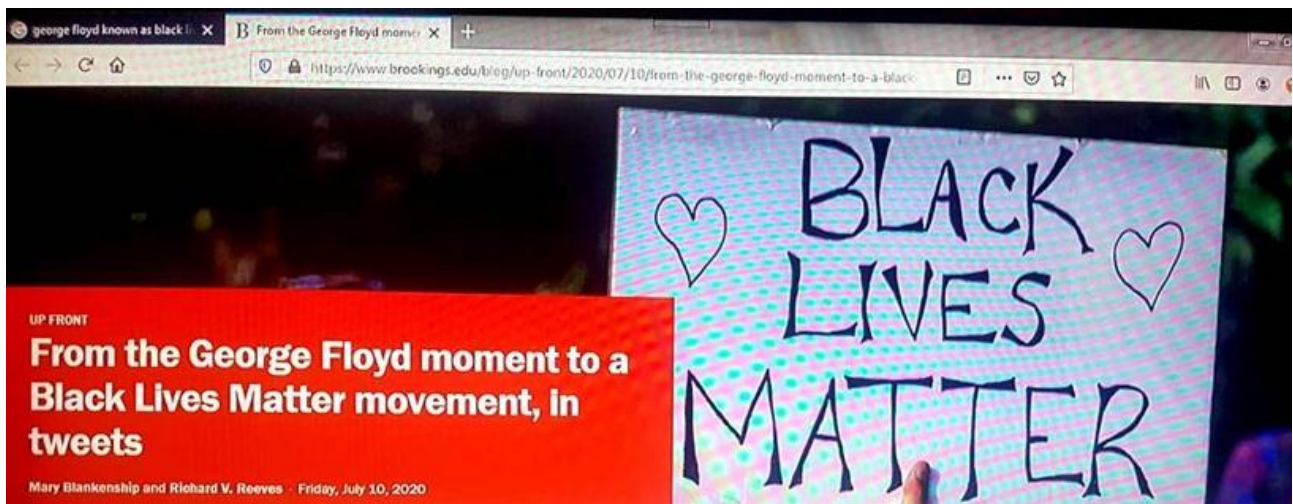 george floyd known as black li
B From the George Floyd mome
https://www.brookings.edu/blog/up-front/2020/07/10/from-the-george-floyd-moment-to-a-black-
BLACK
LIVES
MATTER
UP FRONT
From the George Floyd moment to a
Black Lives Matter movement, in
tweets
Mary Blankenship and Richard V. Reeves - Friday, July 10, 2020